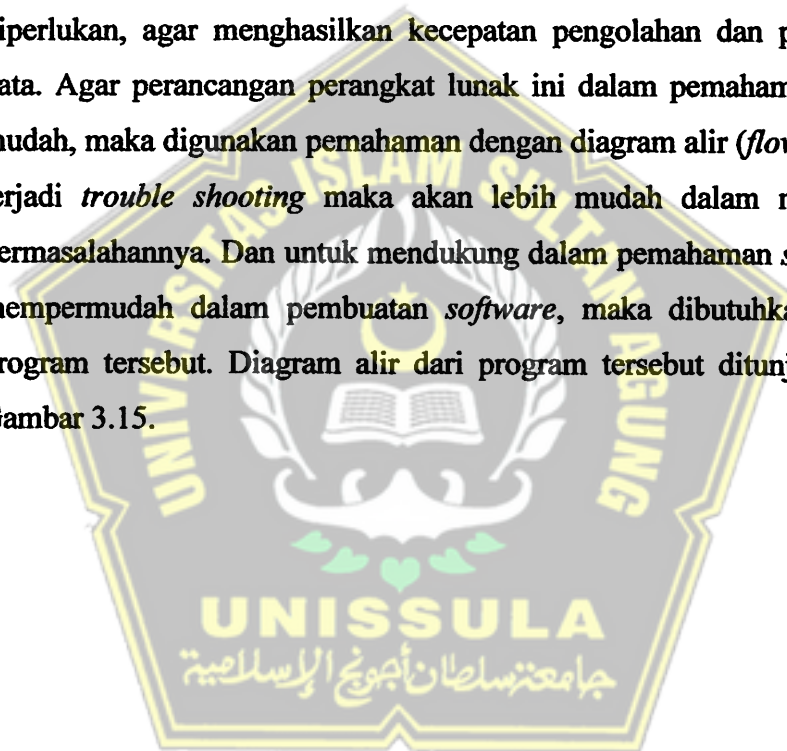 iperlukan, agar menghasilkan kecepatan pengolahan dan p
ata. Agar perancangan perangkat lunak ini dalam pemaham
mudah, maka digunakan pemahaman dengan diagram alir (flov
erjadi trouble shooting maka akan lebih mudah dalam
ermasalahannya. Dan untuk mendukung dalam pemahaman s
mempermudah dalam pembuatan software, maka dibutuhka
rogram tersebut. Diagram alir dari program tersebut ditunj
Gambar 3.15.
UNIVERSITAS ISLAM SULTAN AGUNG
UNISSULA
جامعة سلطان أجونج الإسلامية